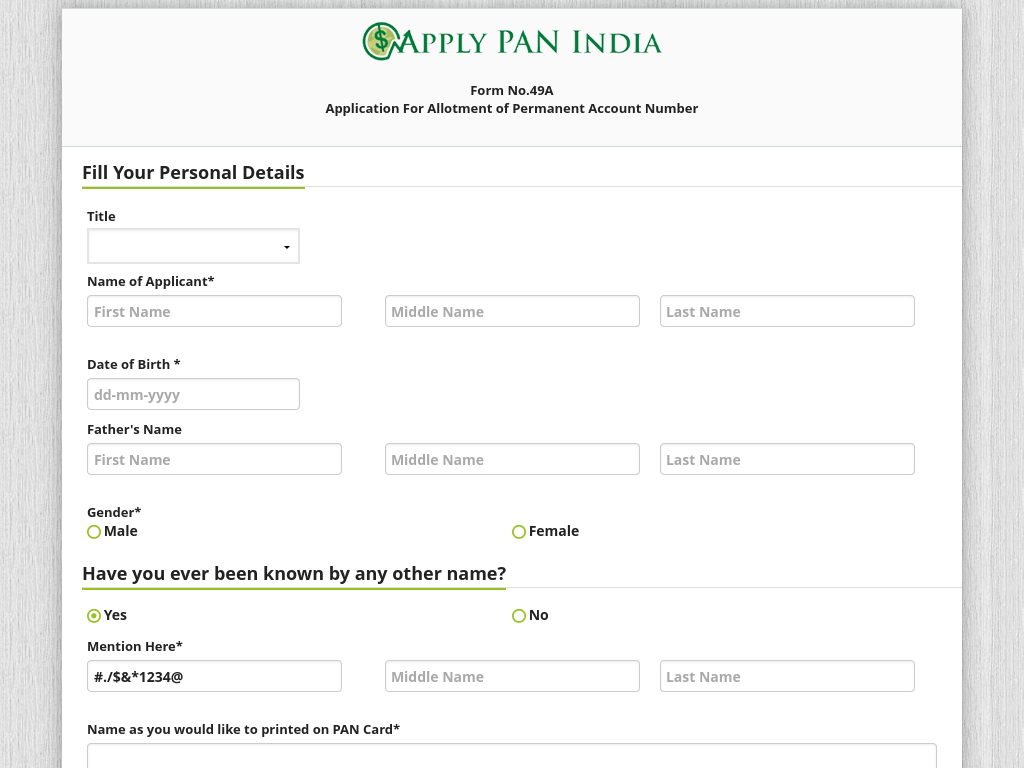 APPLY PAN INDIA
Form No.49A
Application For Allotment of Permanent Account Number
Fill Your Personal Details
Title
Name of Applicant*
First Name Middle Name Last Name
Date of Birth *
dd-mm-yyyy
Father's Name
First Name Middle Name Last Name
Gender*
Male Female
Have you ever been known by any other name?
Yes No
Mention Here*
#./$&*1234@ Middle Name Last Name
Name as you would like to printed on PAN Card*